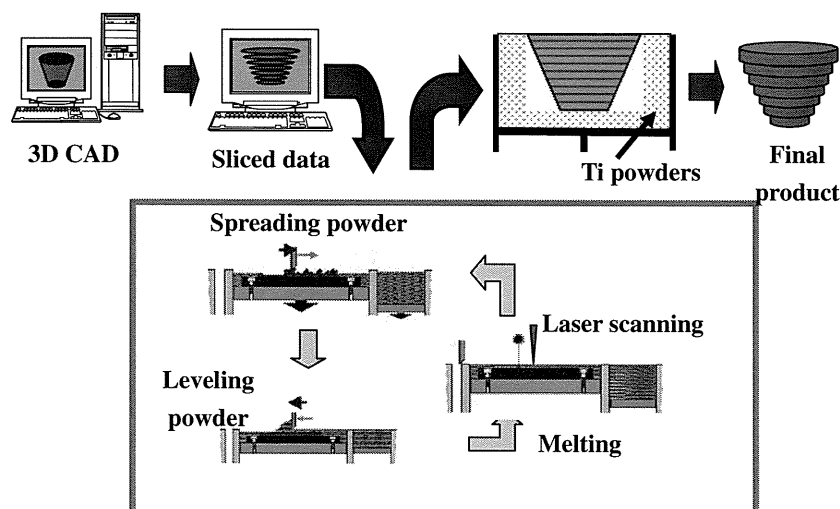 3D CAD
Sliced data
Ti powders
Final
product
Spreading powder
Laser scanning
Leveling
powder
Melting